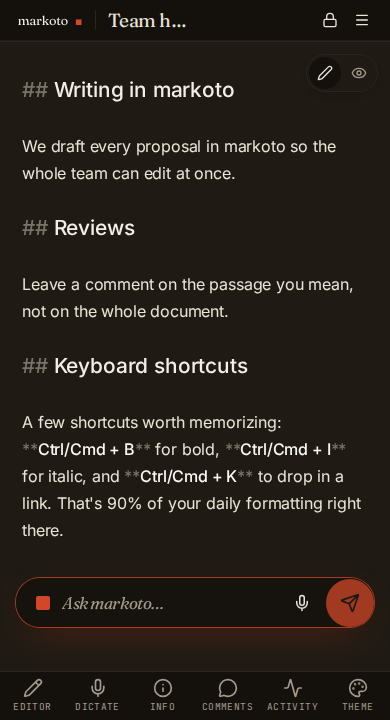 markoto
Team h...
## Writing in markoto
We draft every proposal in markoto so the
whole team can edit at once.
## Reviews
Leave a comment on the passage you mean,
not on the whole document.
## Keyboard shortcuts
A few shortcuts worth memorizing:
**Ctrl/Cmd + B** for bold, **Ctrl/Cmd + I**
for italic, and **Ctrl/Cmd + K** to drop in a
link. That's 90% of your daily formatting right
there.
Ask markoto...
EDITOR DICTATE INFO COMMENTS ACTIVITY THEME